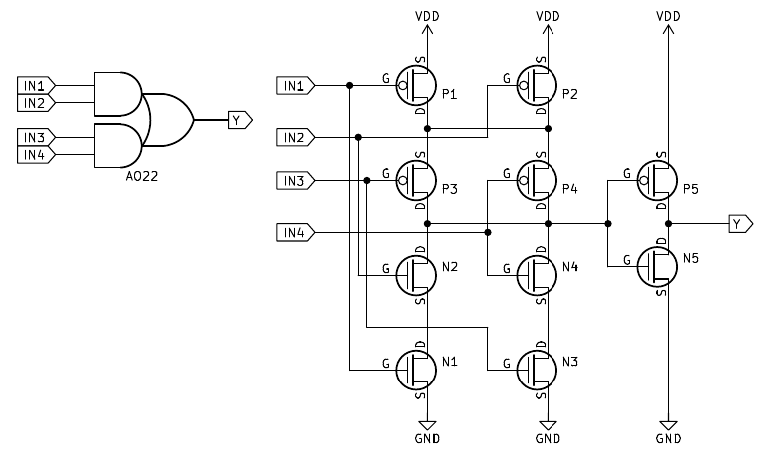 VDD VDD VDD
S S
IN1 IN1 G G
P1 P2
IN2 D D
Y
IN2
IN3 S S S
IN4 IN3 G G G
AO22 P3 P4 P5
D D D
IN4 Y
D D D
N2 N4 G N5
G G
S S S
D D
G N1 G N3
S S
GND GND GND